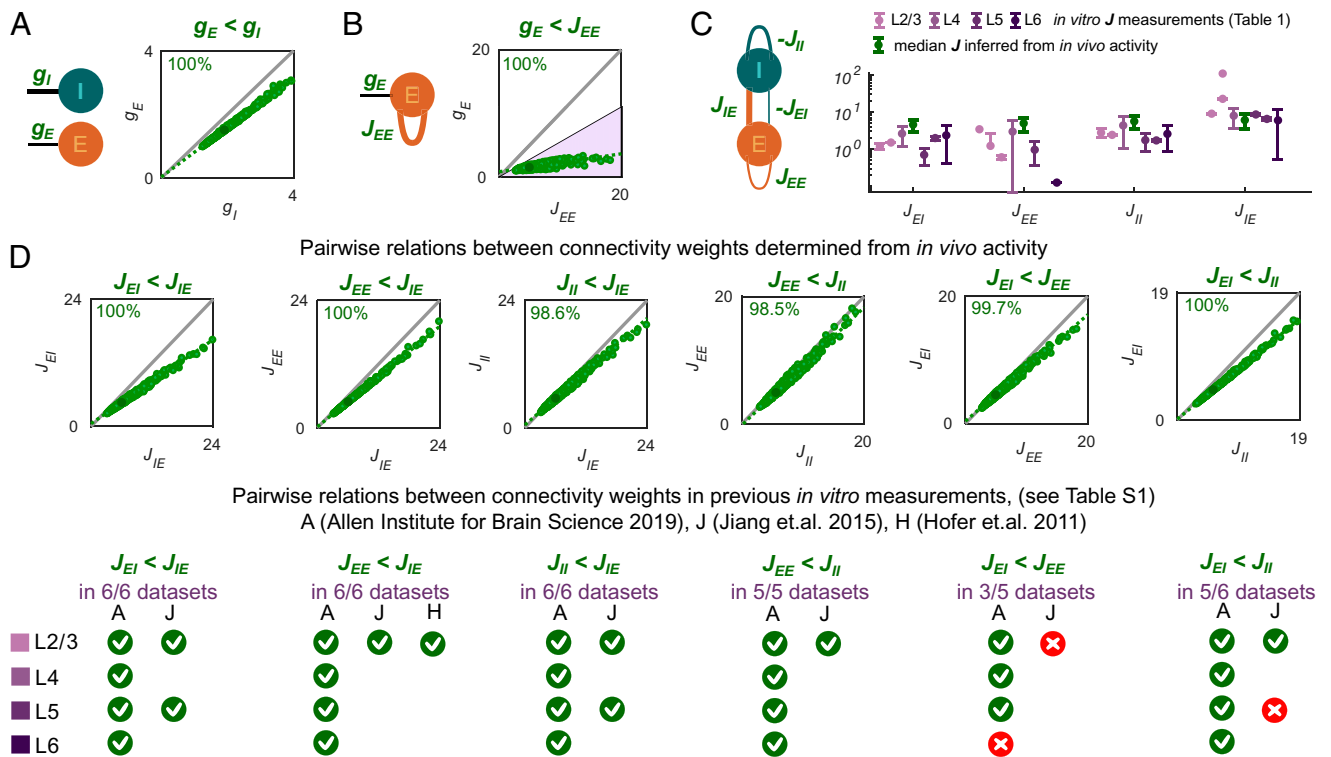 A
g_E < g_I
g_I
I
g_E
E
4
100%
g_E
0
g_I
4
B
g_E < J_EE
g_E
E
J_EE
20
100%
g_E
0
J_EE
20
C
-J_II
I
J_IE
-J_EI
E
J_EE
L2/3 L4 L5 L6 in vitro J measurements (Table 1)
median J inferred from in vivo activity
10^2
10^1
10^0
J_EI J_EE J_II J_IE
D
Pairwise relations between connectivity weights determined from in vivo activity
J_EI < J_IE
24
100%
J_EI
0
24
J_IE
J_EE < J_IE
24
100%
J_EE
0
24
J_IE
J_II < J_IE
24
98.6%
J_II
0
24
J_IE
J_EE < J_II
20
98.5%
J_EE
0
20
J_II
J_EI < J_EE
20
99.7%
J_EI
0
20
J_EE
J_EI < J_II
19
100%
J_EI
0
19
J_II
Pairwise relations between connectivity weights in previous in vitro measurements, (see Table S1)
A (Allen Institute for Brain Science 2019), J (Jiang et.al. 2015), H (Hofer et.al. 2011)
J_EI < J_IE
in 6/6 datasets
A J
J_EE < J_IE
in 6/6 datasets
A J H
J_II < J_IE
in 6/6 datasets
A J
J_EE < J_II
in 5/5 datasets
A J
J_EI < J_EE
in 3/5 datasets
A J
J_EI < J_II
in 5/6 datasets
A J
L2/3
L4
L5
L6